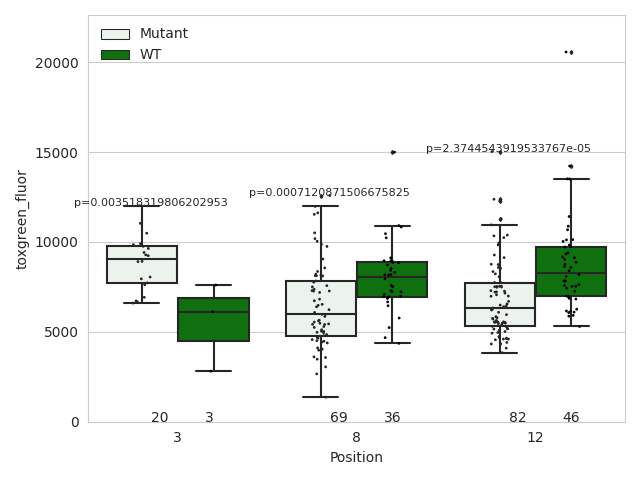 Mutant
WT
20000
15000
10000
5000
0
toxgreen_fluor
p=2.3744543919533767e-05
p=0.0007120871506675825
p=0.003518319806202953
20 3 69 36 82 46
3 8 12
Position